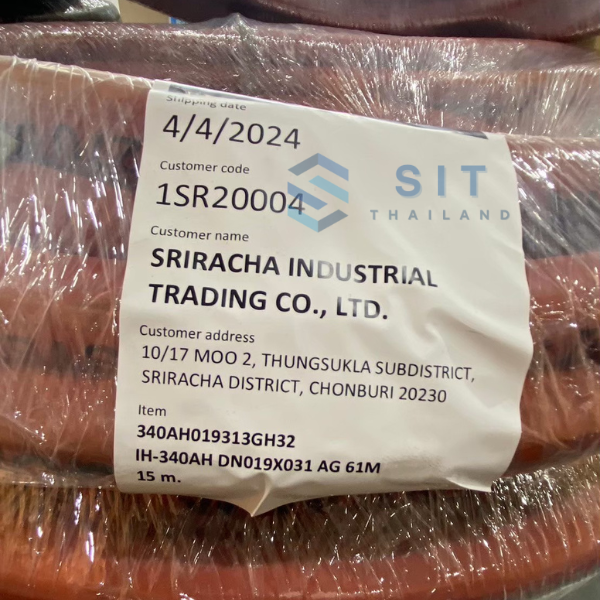 Shipping date
4/4/2024
Customer code
1SR20004
SIT
THAILAND
Customer name
SRIRACHA INDUSTRIAL
TRADING CO., LTD.
Customer address
10/17 MOO 2, THUNGSUKLA SUBDISTRICT,
SRIRACHA DISTRICT, CHONBURI 20230
Item
340AH019313GH32
IH-340AH DN019X031 AG 61M
15 m.